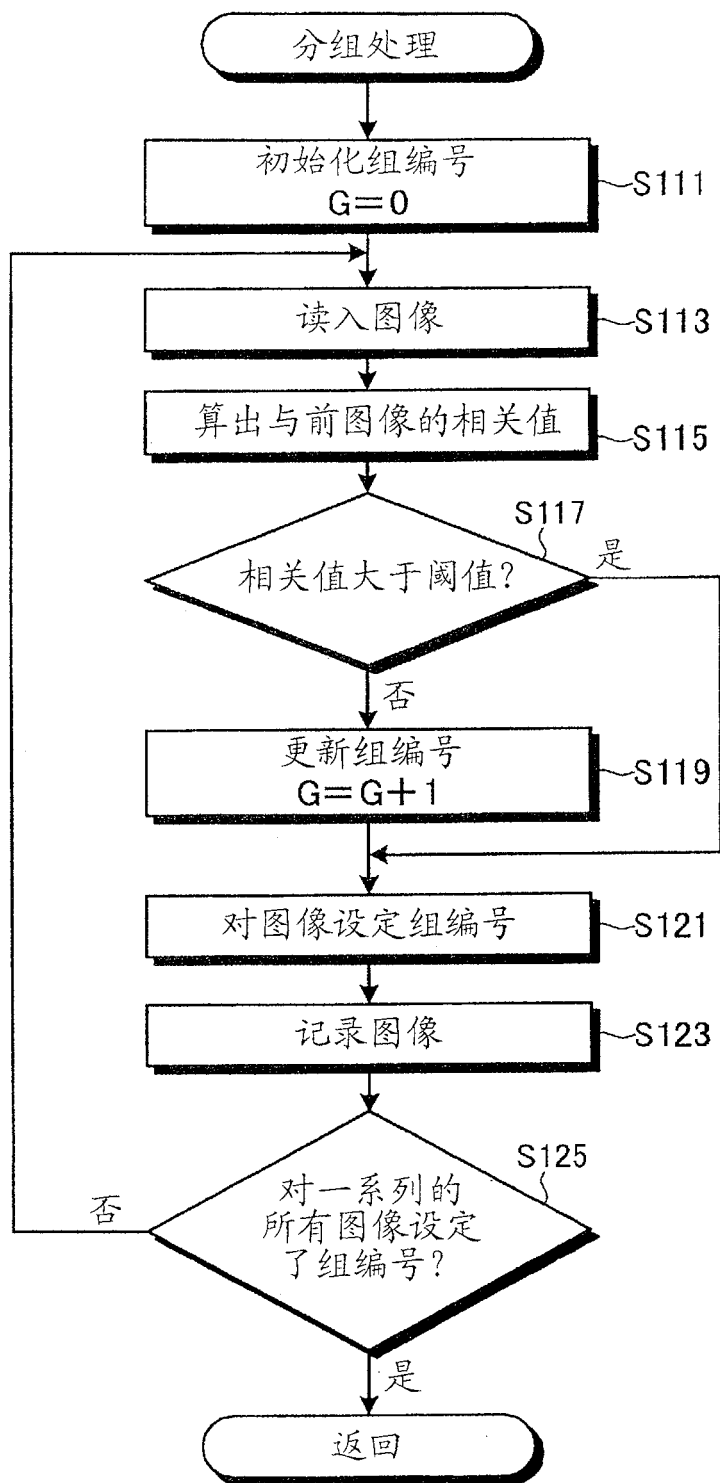 分组处理
初始化组编号
G=0
S111
读入图像
S113
算出与前图像的相关值
S115
S117
相关值大于阈值?
是
否
更新组编号
G=G+1
S119
对图像设定组编号
S121
记录图像
S123
S125
对一系列的
所有图像设定
了组编号?
否
是
返回